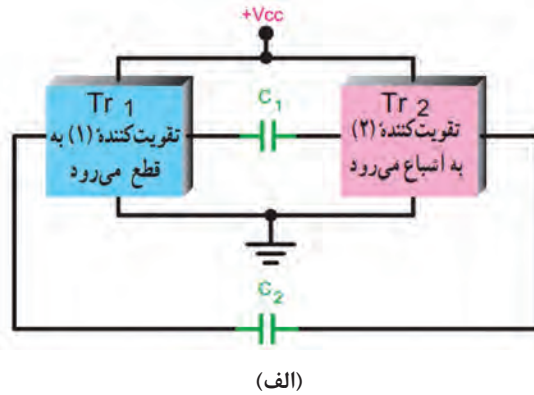 +Vcc
Tr 1
تقویت‌کنندهٔ (۱) به
قطع می‌رود
C1
Tr 2
تقویت‌کنندهٔ (۲)
به اشباع می‌رود
C2
(الف)